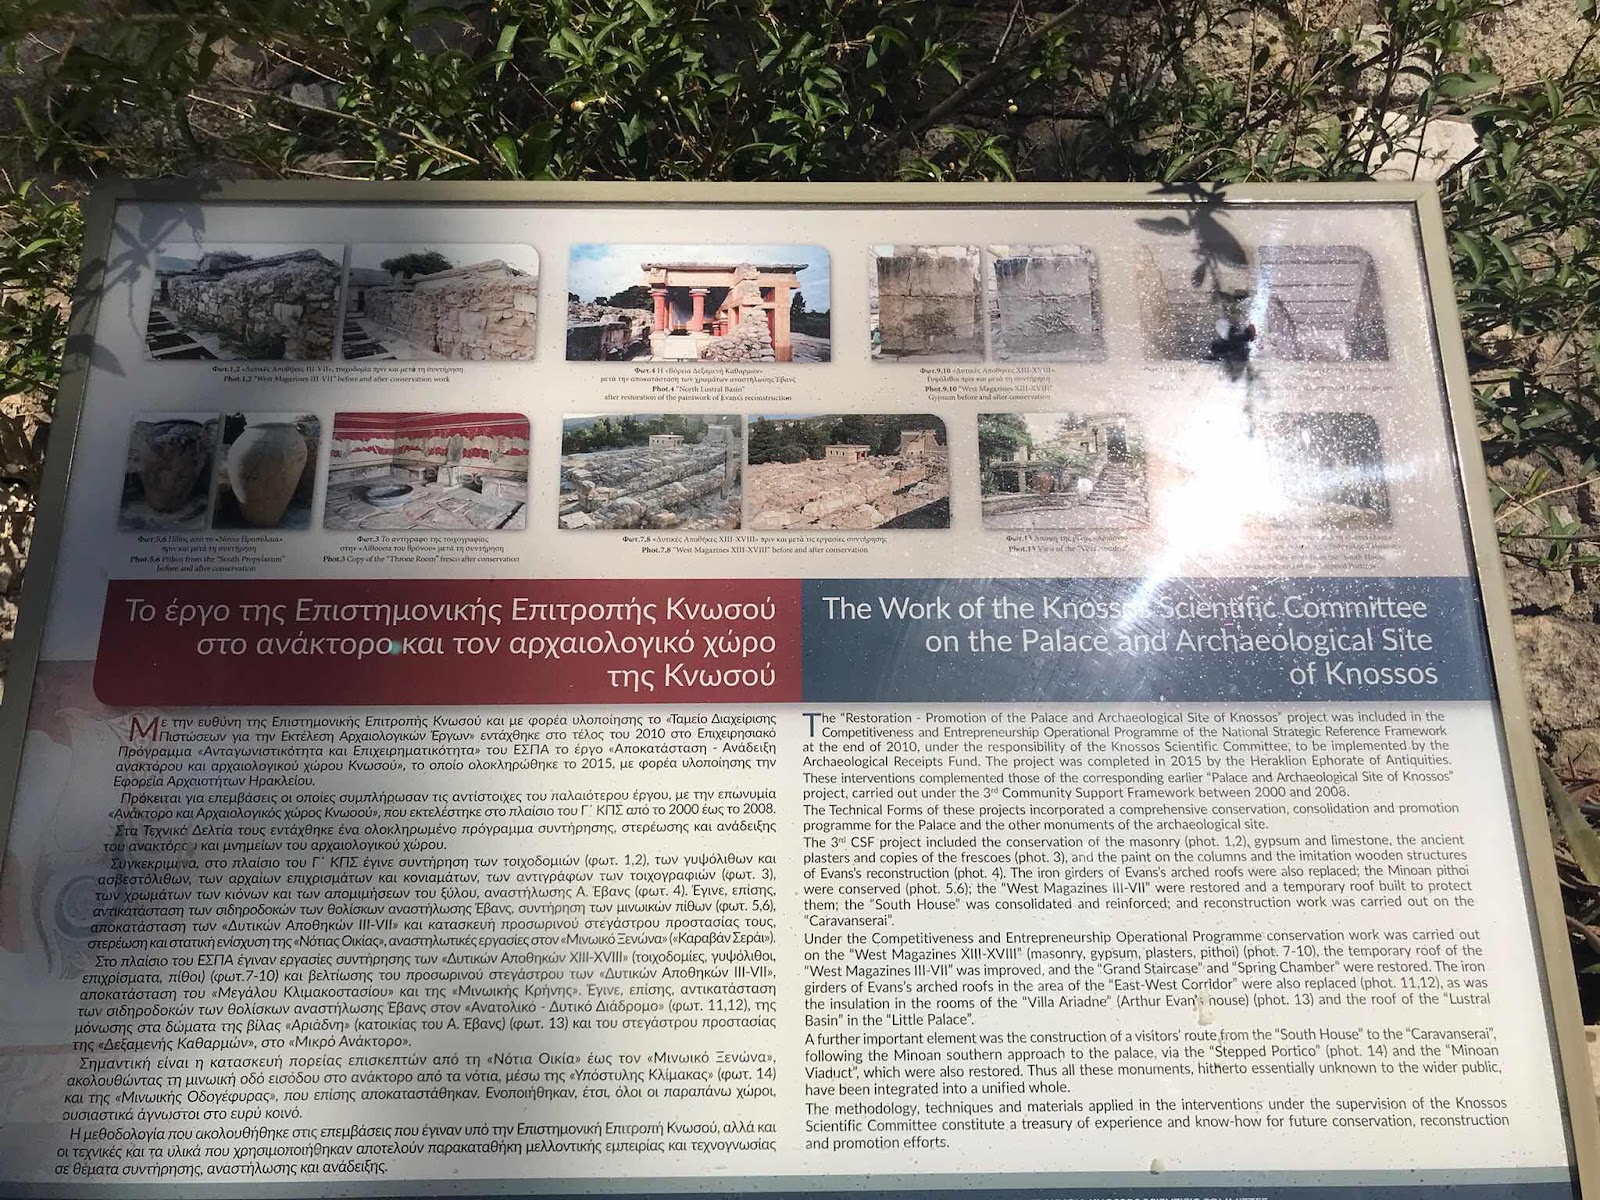 Φωτ.1,2 «Δυτικές Αποθήκες III-VII», τοιχοδομία πριν και μετά τη συντήρηση
Phot.1,2 "West Magazines III-VII" before and after conservation work
Φωτ.4 Η «Βόρεια Δεξαμενή Καθαρμών»
μετά την αποκατάσταση των χρωμάτων αναστήλωσης Έβανς
Phot.4 "North Lustral Basin"
after restoration of the paintwork of Evans's reconstruction
Φωτ.9,10 «Δυτικές Αποθήκες XIII-XVIII».
Γυψόλιθοι πριν και μετά τη συντήρηση
Phot.9,10 "West Magazines XIII-XVIII"
Gypsum before and after conservation
Φωτ.5,6 Πίθος από τα «Νότια Προπύλαια»
πριν και μετά τη συντήρηση
Phot.5,6 Pithos from the "South Propylaeum"
before and after conservation
Φωτ.3 Το αντίγραφο της τοιχογραφίας
στην «Αίθουσα του θρόνου» μετά τη συντήρηση
Phot.3 Copy of the "Throne Room" fresco after conservation
Φωτ.7,8 «Δυτικές Αποθήκες XIII-XVIII» πριν και μετά τις εργασίες συντήρησης
Phot.7,8 "West Magazines XIII-XVIII" before and after conservation
Φωτ.13 Άποψη της
Phot.13 View of the
Το έργο της Επιστημονικής Επιτροπής Κνωσού
στο ανάκτορο και τον αρχαιολογικό χώρο
της Κνωσού
The Work of the Knossos Scientific Committee
on the Palace and Archaeological Site
of Knossos
Με την ευθύνη της Επιστημονικής Επιτροπής Κνωσού και με φορέα υλοποίησης το «Ταμείο Διαχείρισης
Πιστώσεων για την Εκτέλεση Αρχαιολογικών Έργων» εντάχθηκε στο τέλος του 2010 στο Επιχειρησιακό
Πρόγραμμα «Ανταγωνιστικότητα και Επιχειρηματικότητα» του ΕΣΠΑ το έργο «Αποκατάσταση - Ανάδειξη
ανακτόρου και αρχαιολογικού χώρου Κνωσού», το οποίο ολοκληρώθηκε το 2015, με φορέα υλοποίησης την
Εφορεία Αρχαιοτήτων Ηρακλείου.
Πρόκειται για επεμβάσεις οι οποίες συμπλήρωσαν τις αντίστοιχες του παλαιότερου έργου, με την επωνυμία
«Ανάκτορο και Αρχαιολογικός χώρος Κνωσού», που εκτελέστηκε στο πλαίσιο του Γ΄ ΚΠΣ από το 2000 έως το 2008.
Στα Τεχνικά Δελτία τους εντάχθηκε ένα ολοκληρωμένο πρόγραμμα συντήρησης, στερέωσης και ανάδειξης
του ανακτόρου και μνημείων του αρχαιολογικού χώρου.
Συγκεκριμένα, στο πλαίσιο του Γ΄ ΚΠΣ έγινε συντήρηση των τοιχοδομιών (φωτ. 1,2), των γυψόλιθων και
ασβεστόλιθων, των αρχαίων επιχρισμάτων και κονιαμάτων, των αντιγράφων των τοιχογραφιών (φωτ. 3),
των χρωμάτων των κιόνων και των απομιμήσεων του ξύλου, αναστήλωσης Α. Έβανς (φωτ. 4). Έγινε, επίσης,
αντικατάσταση των σιδηροδοκών των θολίσκων αναστήλωσης Έβανς, συντήρηση των μινωικών πίθων (φωτ. 5,6),
αποκατάσταση των «Δυτικών Αποθηκών III-VII» και κατασκευή προσωρινού στεγάστρου προστασίας τους,
στερέωση και στατική ενίσχυση της «Νότιας Οικίας», αναστηλωτικές εργασίες στον «Μινωικό Ξενώνα» («Καραβάν Σεράι»).
Στο πλαίσιο του ΕΣΠΑ έγιναν εργασίες συντήρησης των «Δυτικών Αποθηκών XIII-XVIII» (τοιχοδομίες, γυψόλιθοι,
επιχρίσματα, πίθοι) (φωτ.7-10) και βελτίωσης του προσωρινού στεγάστρου των «Δυτικών Αποθηκών III-VII»,
αποκατάσταση του «Μεγάλου Κλιμακοστασίου» και της «Μινωικής Κρήνης». Έγινε, επίσης, αντικατάσταση
των σιδηροδοκών των θολίσκων αναστήλωσης Έβανς στον «Ανατολικό - Δυτικό Διάδρομο» (φωτ. 11,12), της
μόνωσης στα δώματα της βίλας «Αριάδνη» (κατοικίας του Α. Έβανς) (φωτ. 13) και του στεγάστρου προστασίας
της «Δεξαμενής Καθαρμών», στο «Μικρό Ανάκτορο».
Σημαντική είναι η κατασκευή πορείας επισκεπτών από τη «Νότια Οικία» έως τον «Μινωικό Ξενώνα»,
ακολουθώντας τη μινωική οδό εισόδου στο ανάκτορο από τα νότια, μέσω της «Υπόστυλης Κλίμακας» (φωτ. 14)
και της «Μινωικής Οδογέφυρας», που επίσης αποκαταστάθηκαν. Ενοποιήθηκαν, έτσι, όλοι οι παραπάνω χώροι,
ουσιαστικά άγνωστοι στο ευρύ κοινό.
Η μεθοδολογία που ακολουθήθηκε στις επεμβάσεις που έγιναν υπό την Επιστημονική Επιτροπή Κνωσού, αλλά και
οι τεχνικές και τα υλικά που χρησιμοποιήθηκαν αποτελούν παρακαταθήκη μελλοντικής εμπειρίας και τεχνογνωσίας
σε θέματα συντήρησης, αναστήλωσης και ανάδειξης.
The "Restoration - Promotion of the Palace and Archaeological Site of Knossos" project was included in the
Competitiveness and Entrepreneurship Operational Programme of the National Strategic Reference Framework
at the end of 2010, under the responsibility of the Knossos Scientific Committee, to be implemented by the
Archaeological Receipts Fund. The project was completed in 2015 by the Heraklion Ephorate of Antiquities.
These interventions complemented those of the corresponding earlier "Palace and Archaeological Site of Knossos"
project, carried out under the 3rd Community Support Framework between 2000 and 2008.
The Technical Forms of these projects incorporated a comprehensive conservation, consolidation and promotion
programme for the Palace and the other monuments of the archaeological site.
The 3rd CSF project included the conservation of the masonry (phot. 1,2), gypsum and limestone, the ancient
plasters and copies of the frescoes (phot. 3), and the paint on the columns and the imitation wooden structures
of Evans's reconstruction (phot. 4). The iron girders of Evans's arched roofs were also replaced; the Minoan pithoi
were conserved (phot. 5,6); the "West Magazines III-VII" were restored and a temporary roof built to protect
them; the "South House" was consolidated and reinforced; and reconstruction work was carried out on the
"Caravanserai".
Under the Competitiveness and Entrepreneurship Operational Programme conservation work was carried out
on the "West Magazines XIII-XVIII" (masonry, gypsum, plasters, pithoi) (phot. 7-10), the temporary roof of the
"West Magazines III-VII" was improved, and the "Grand Staircase" and "Spring Chamber" were restored. The iron
girders of Evans's arched roofs in the area of the "East-West Corridor" were also replaced (phot. 11,12), as was
the insulation in the rooms of the "Villa Ariadne" (Arthur Evan's house) (phot. 13) and the roof of the "Lustral
Basin" in the "Little Palace".
A further important element was the construction of a visitors' route from the "South House" to the "Caravanserai",
following the Minoan southern approach to the palace, via the "Stepped Portico" (phot. 14) and the "Minoan
Viaduct", which were also restored. Thus all these monuments, hitherto essentially unknown to the wider public,
have been integrated into a unified whole.
The methodology, techniques and materials applied in the interventions under the supervision of the Knossos
Scientific Committee constitute a treasury of experience and know-how for future conservation, reconstruction
and promotion efforts.